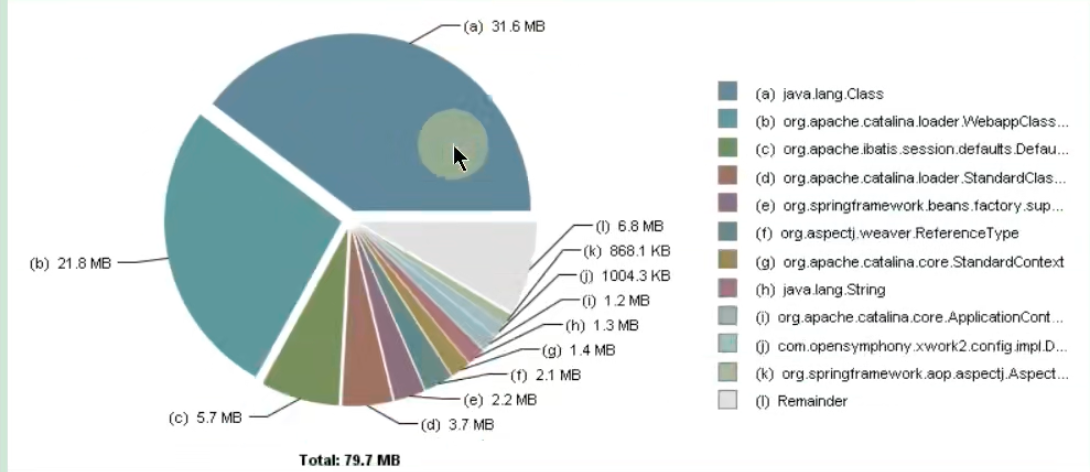 (a) 31.6 MB
(b) 21.8 MB
(c) 5.7 MB
(d) 3.7 MB
(e) 2.2 MB
(f) 2.1 MB
(g) 1.4 MB
(h) 1.3 MB
(i) 1.2 MB
(j) 1004.3 KB
(k) 868.1 KB
(l) 6.8 MB
Total: 79.7 MB
(a) java.lang.Class
(b) org.apache.catalina.loader.WebappClass...
(c) org.apache.ibatis.session.defaults.Defau...
(d) org.apache.catalina.loader.StandardClas...
(e) org.springframework.beans.factory.sup...
(f) org.aspectj.weaver.ReferenceType
(g) org.apache.catalina.core.StandardContext
(h) java.lang.String
(i) org.apache.catalina.core.ApplicationCont...
(j) com.opensymphony.xwork2.config.impl.D...
(k) org.springframework.aop.aspectj.Aspect...
(l) Remainder